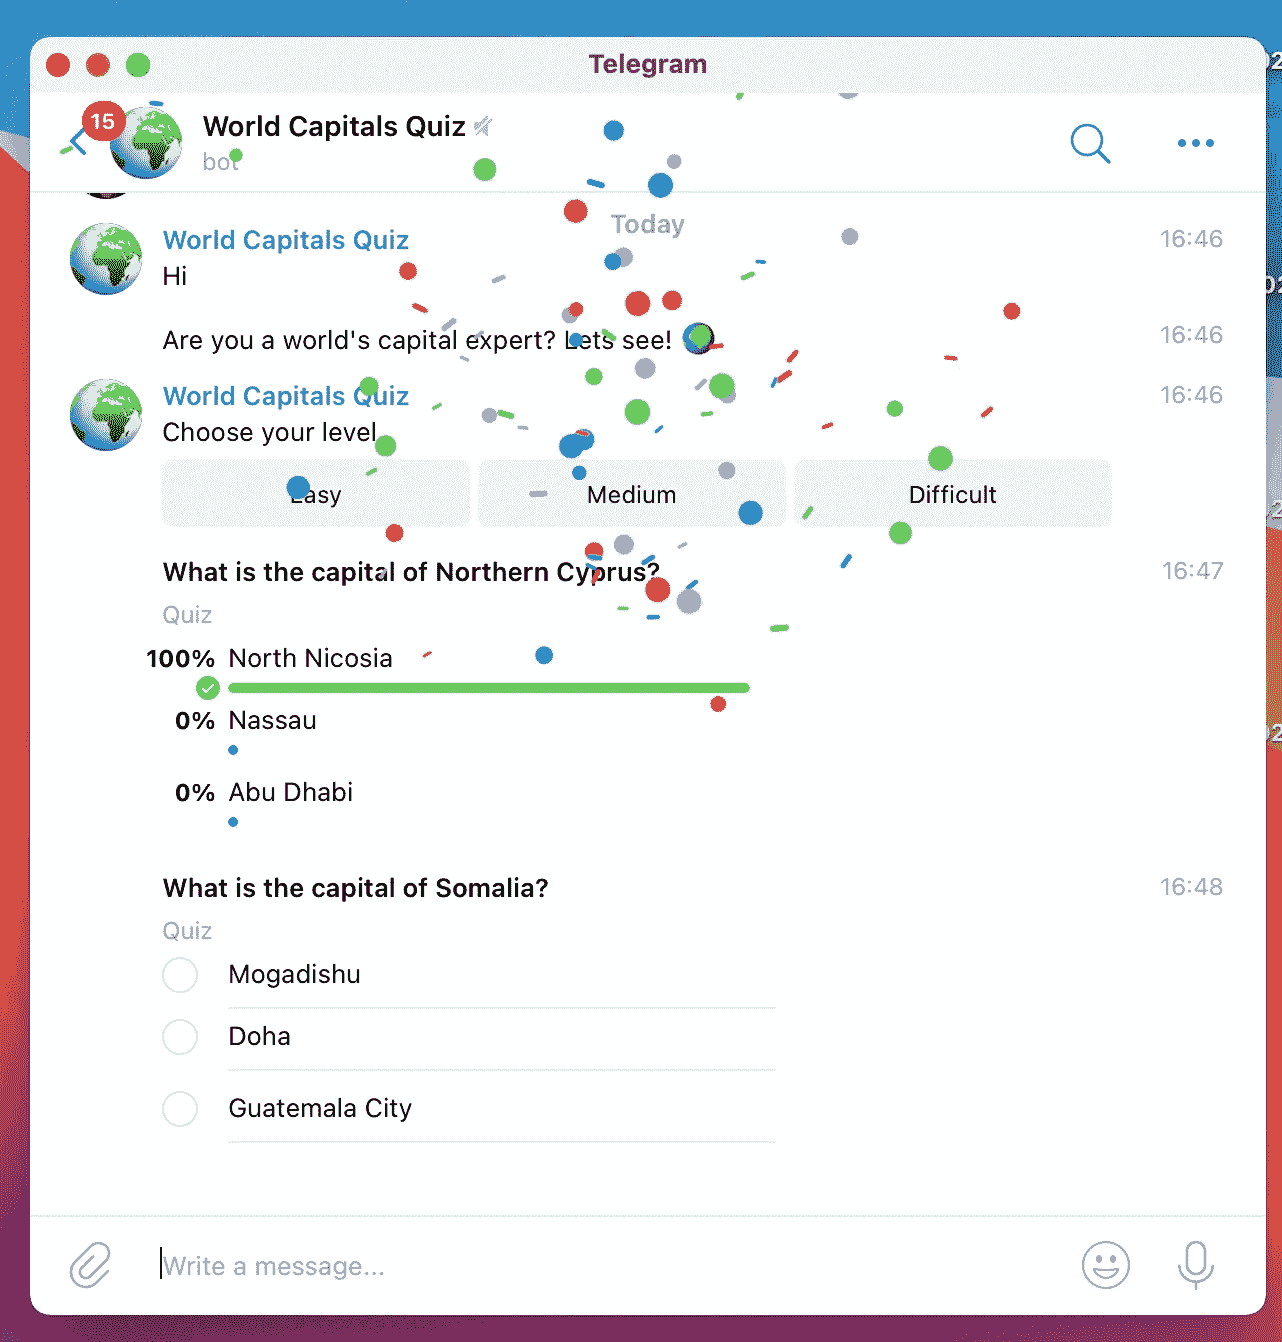 Telegram
15
World Capitals Quiz
bot
Today
World Capitals Quiz 16:46
Hi
Are you a world's capital expert? Lets see! 16:46
World Capitals Quiz 16:46
Choose your level
Easy Medium Difficult
What is the capital of Northern Cyprus? 16:47
Quiz
100% North Nicosia
0% Nassau
0% Abu Dhabi
What is the capital of Somalia? 16:48
Quiz
Mogadishu
Doha
Guatemala City
Write a message...